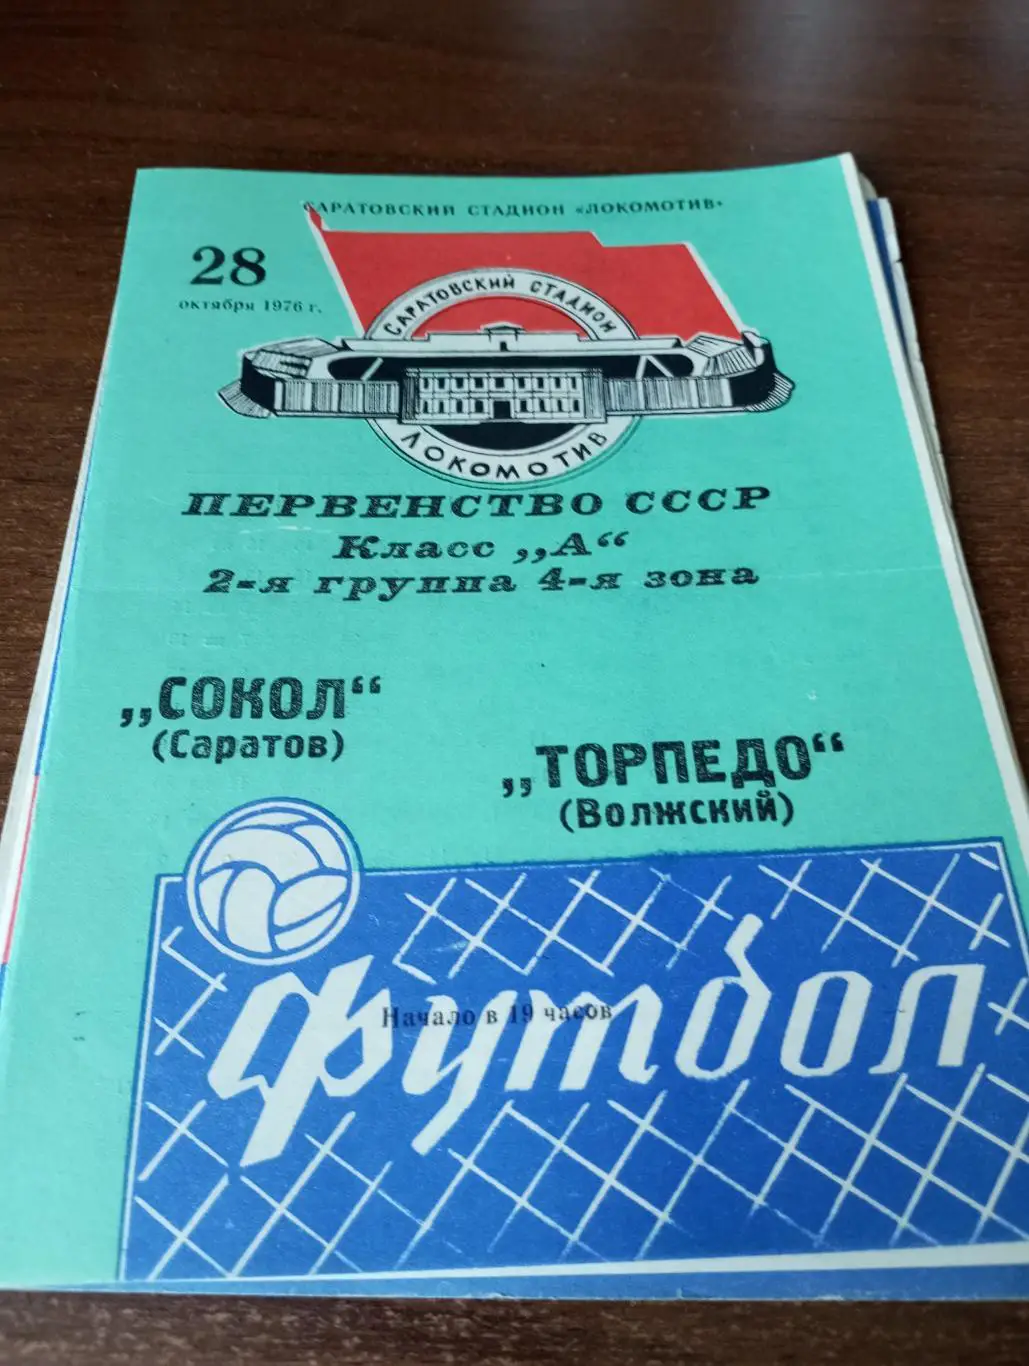 САРАТОВСКИЙ СТАДИОН «ЛОКОМОТИВ»
28
октября 1976 г.
САРАТОВСКИЙ СТАДИОН
ЛОКОМОТИВ
ПЕРВЕНСТВО СССР
Класс „А“
2-я группа 4-я зона
„СОКОЛ“
(Саратов)
„ТОРПЕДО“
(Волжский)
Футбол
Начало в 19 часов